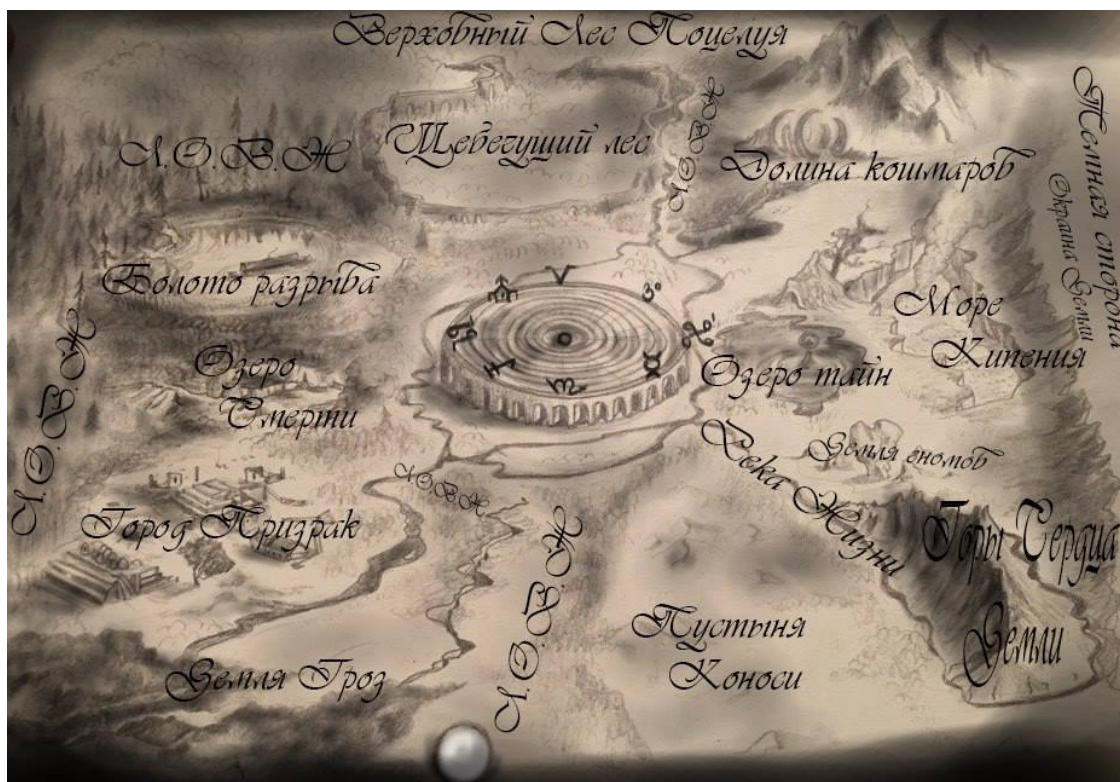 Верховный Лес Поцелуя
Щебечущий лес
Л.О.В.Ж
Л.О.В.Ж
Долина кошмаров
Темная сторона
Окраина Земли
Болото разрыва
Море
Кипения
Озеро
Смерти
Озеро тайн
Л.О.В.Ж
Земля гномов
Река Жизни
Л.О.В.Ж
Город Призрак
Горы Сердца
Земли
Л.О.В.Ж
Пустыня
Коноси
Земля Гроз